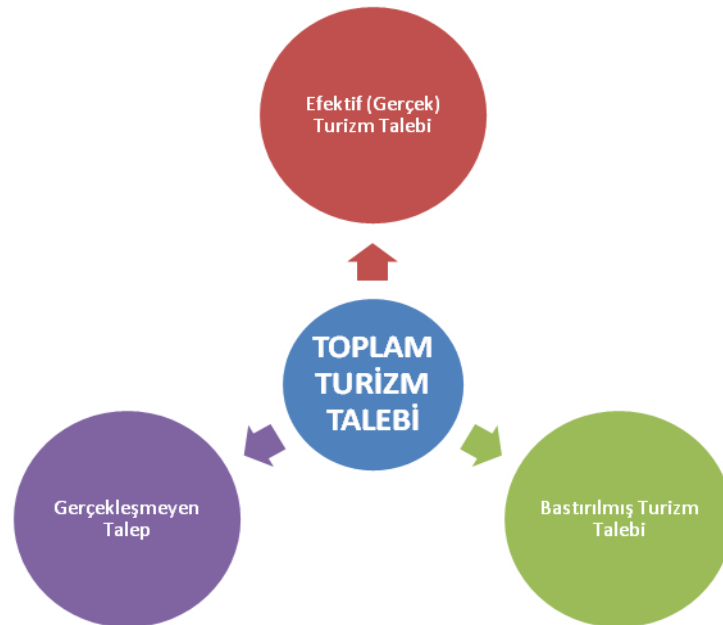 Efektif (Gerçek)
Turizm Talebi
TOPLAM
TURİZM
TALEBİ
Gerçekleşmeyen
Talep
Bastırılmış Turizm
Talebi